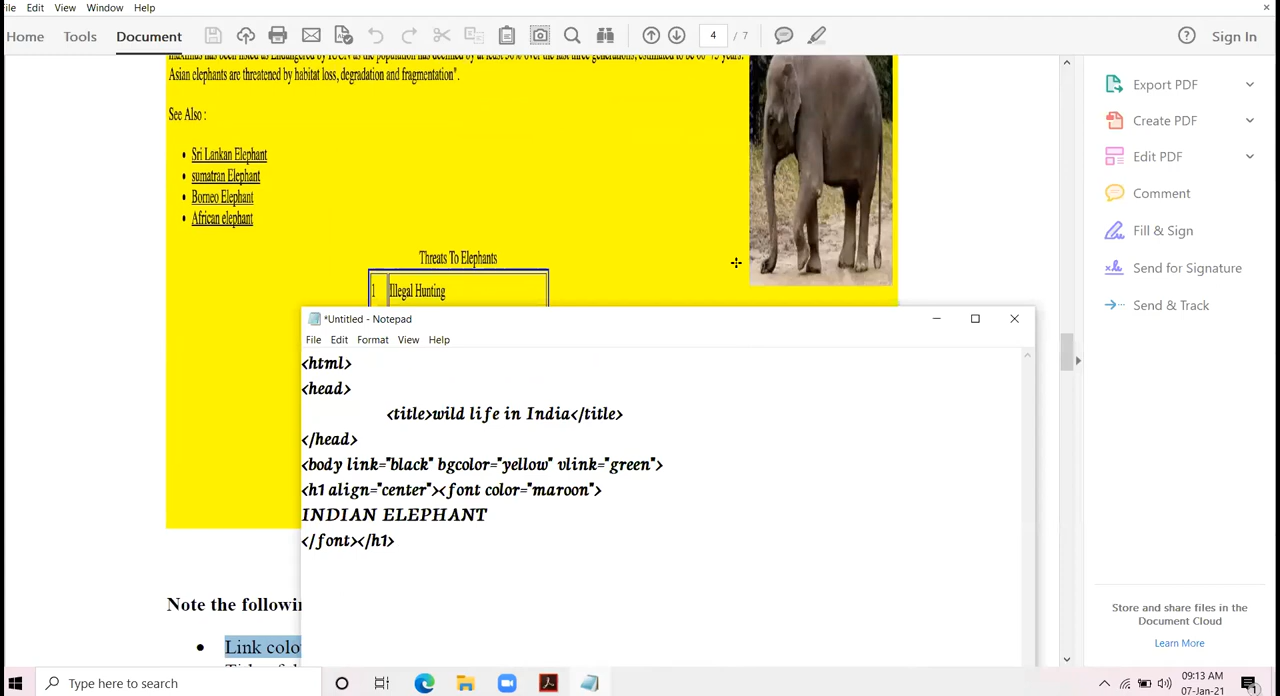 File Edit View Window Help
Home Tools Document 4 / 7 Sign In
Asian elephants are threatened by habitat loss, degradation and fragmentation".
See Also :
Sri Lankan Elephant
sumatran Elephant
Borneo Elephant
African elephant
Threats To Elephants
1 Illegal Hunting
Export PDF
Create PDF
Edit PDF
Comment
Fill & Sign
Send for Signature
Send & Track
Store and share files in the
Document Cloud
Learn More
*Untitled - Notepad
File Edit Format View Help
<html>
<head>
<title>wild life in India</title>
</head>
<body link="black" bgcolor="yellow" vlink="green">
<h1 align="center"><font color="maroon">
INDIAN ELEPHANT
</font></h1>
Note the followin
Link colo
Type here to search
09:13 AM
07-Jan-21
1